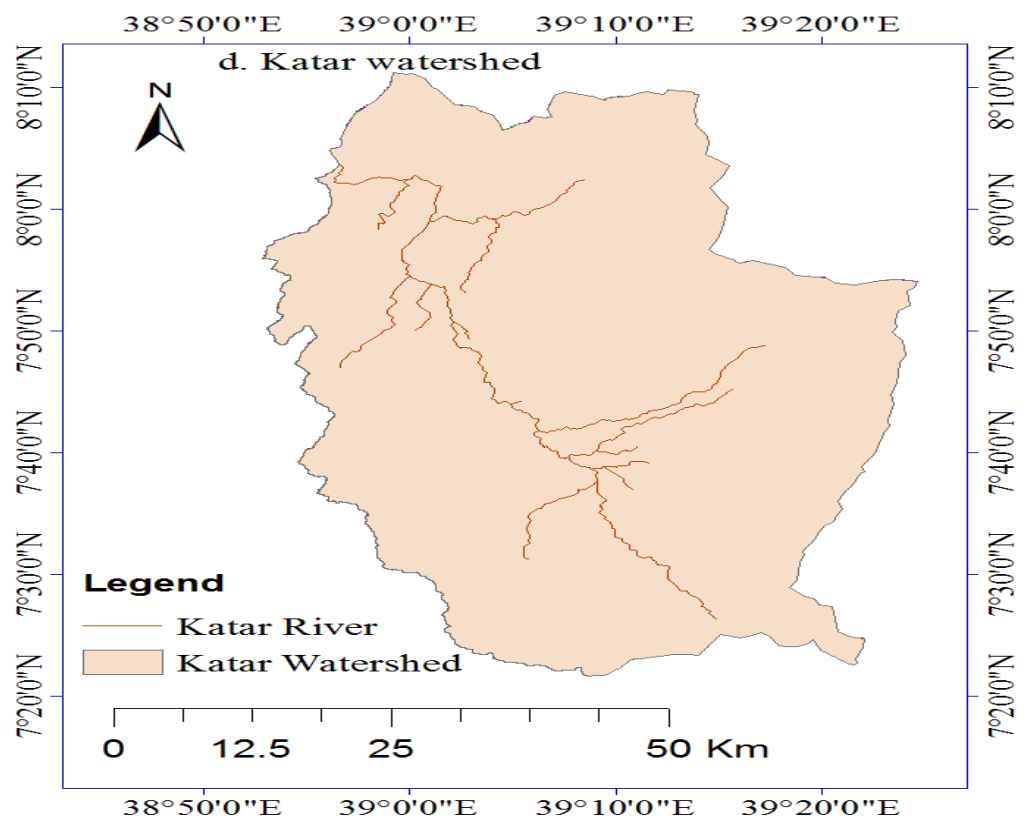 38°50'0"E 39°0'0"E 39°10'0"E 39°20'0"E
d. Katar watershed
N
8°10'0"N 8°10'0"N
8°0'0"N 8°0'0"N
7°50'0"N 7°50'0"N
7°40'0"N 7°40'0"N
7°30'0"N 7°30'0"N
7°20'0"N 7°20'0"N
Legend
Katar River
Katar Watershed
0 12.5 25 50 Km
38°50'0"E 39°0'0"E 39°10'0"E 39°20'0"E